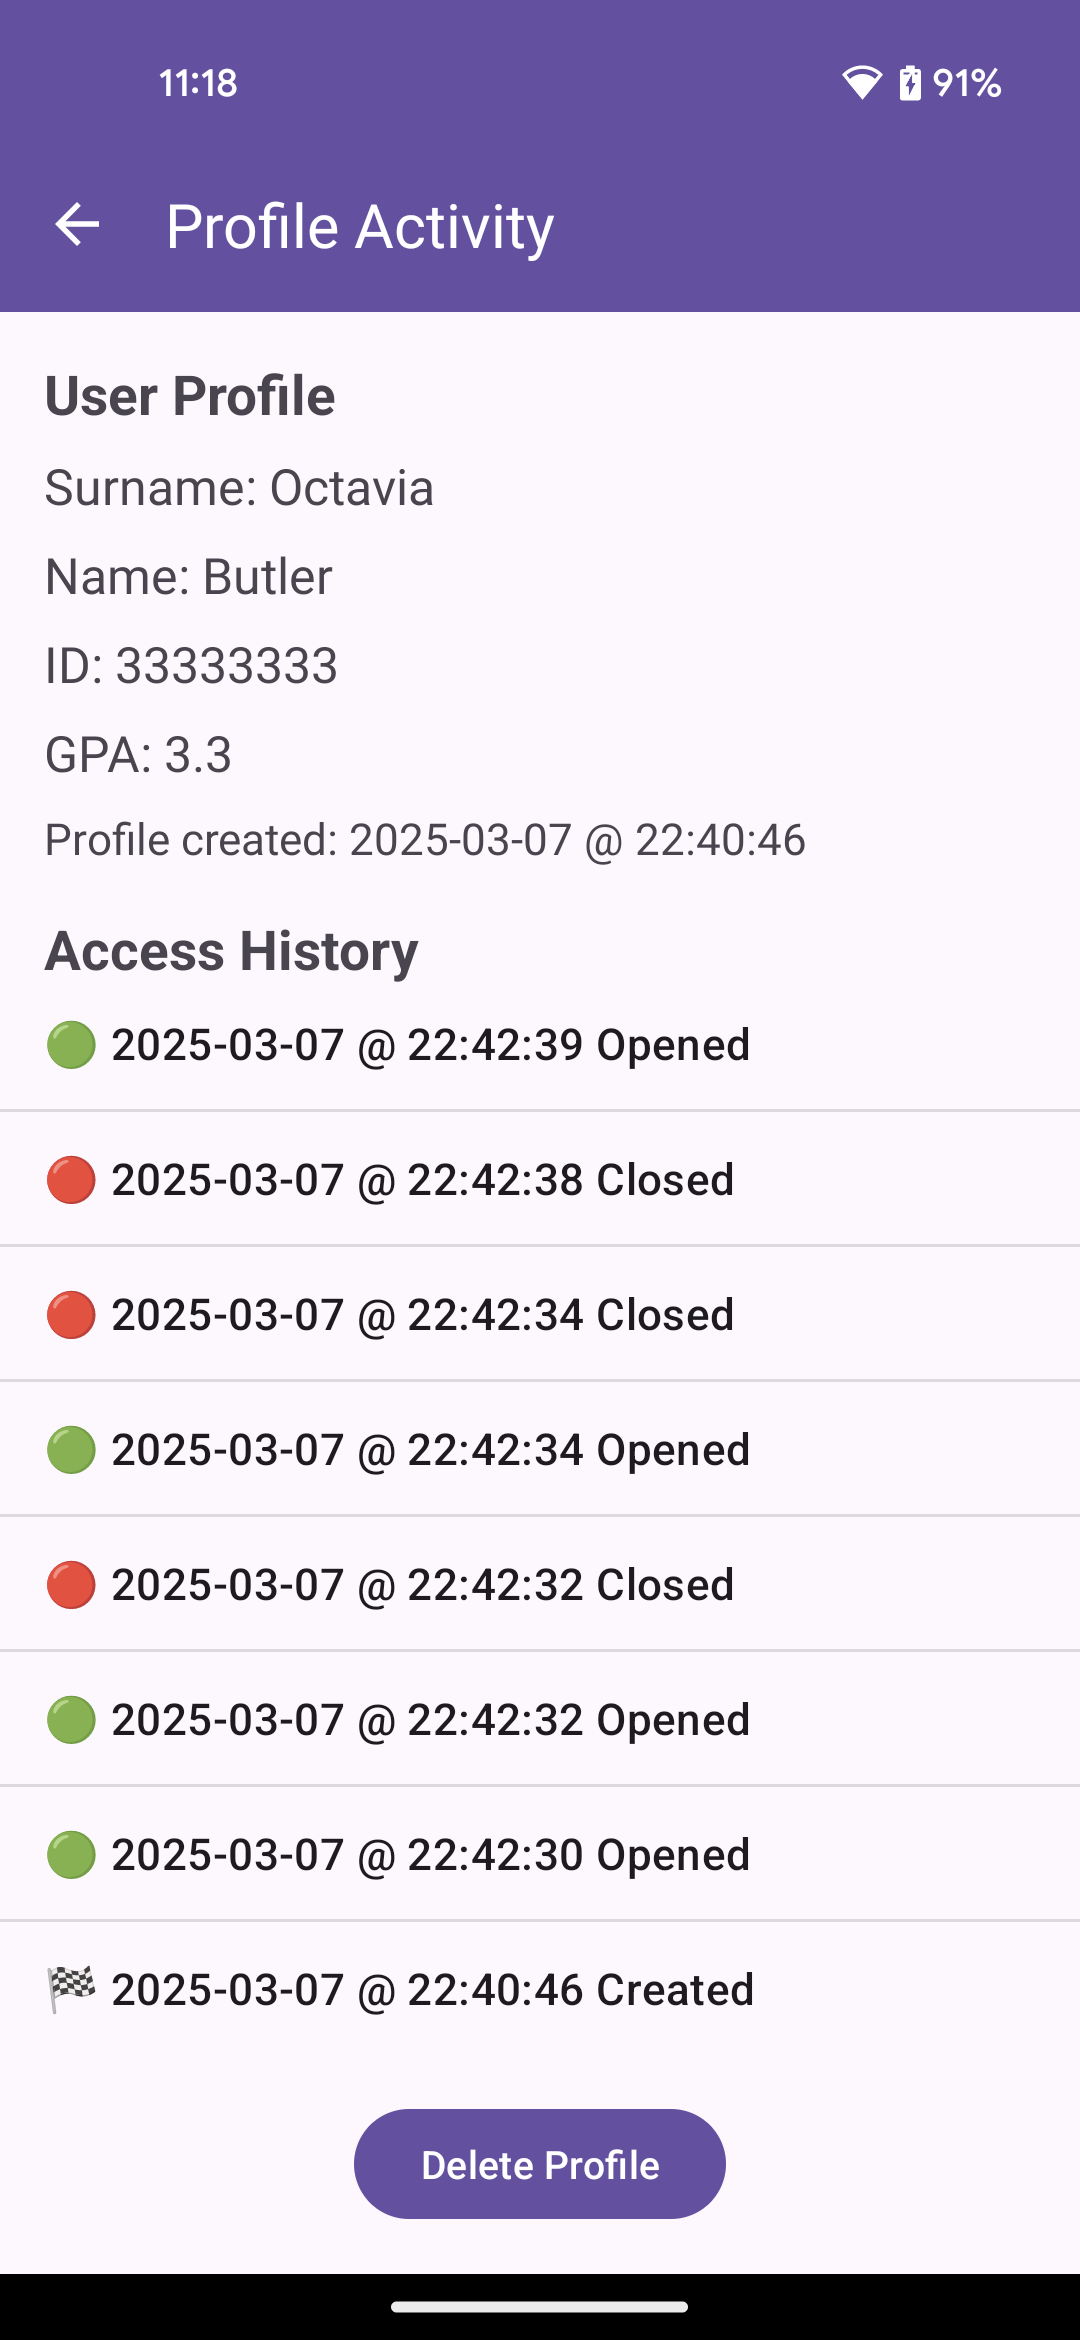 11:18 91%
Profile Activity
User Profile
Surname: Octavia
Name: Butler
ID: 33333333
GPA: 3.3
Profile created: 2025-03-07 @ 22:40:46
Access History
🟢 2025-03-07 @ 22:42:39 Opened
🔴 2025-03-07 @ 22:42:38 Closed
🔴 2025-03-07 @ 22:42:34 Closed
🟢 2025-03-07 @ 22:42:34 Opened
🔴 2025-03-07 @ 22:42:32 Closed
🟢 2025-03-07 @ 22:42:32 Opened
🟢 2025-03-07 @ 22:42:30 Opened
🏁 2025-03-07 @ 22:40:46 Created
Delete Profile